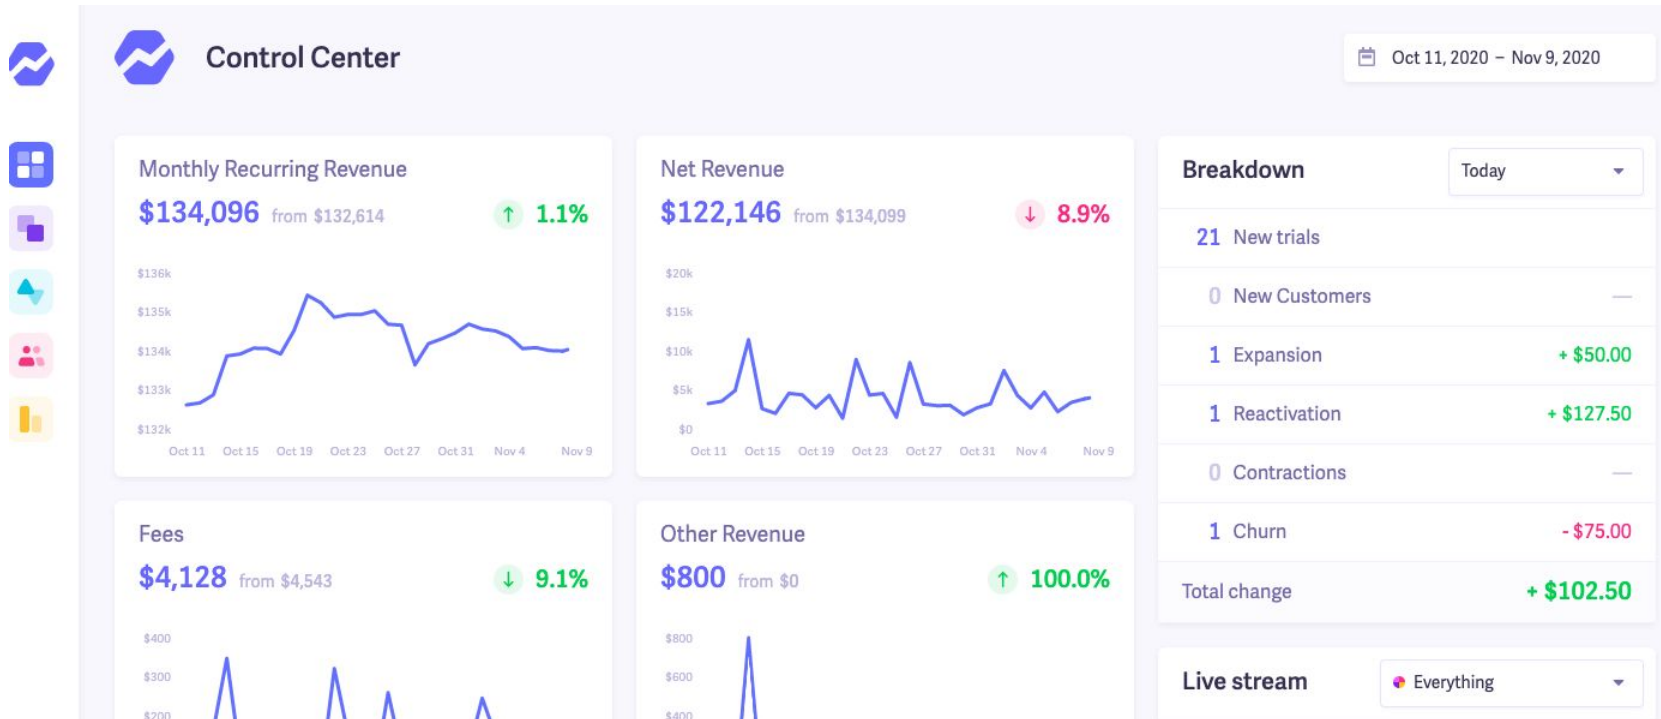 Control Center
Oct 11, 2020 – Nov 9, 2020
Monthly Recurring Revenue
$134,096 from $132,614 ↑ 1.1%
$136k
$135k
$134k
$133k
$132k
Oct 11 Oct 15 Oct 19 Oct 23 Oct 27 Oct 31 Nov 4 Nov 9
Net Revenue
$122,146 from $134,099 ↓ 8.9%
$20k
$15k
$10k
$5k
$0
Oct 11 Oct 15 Oct 19 Oct 23 Oct 27 Oct 31 Nov 4 Nov 9
Breakdown Today
21 New trials
0 New Customers —
1 Expansion + $50.00
1 Reactivation + $127.50
0 Contractions —
1 Churn - $75.00
Total change + $102.50
Fees
$4,128 from $4,543 ↓ 9.1%
$400
$300
$200
Other Revenue
$800 from $0 ↑ 100.0%
$800
$600
$400
Live stream Everything